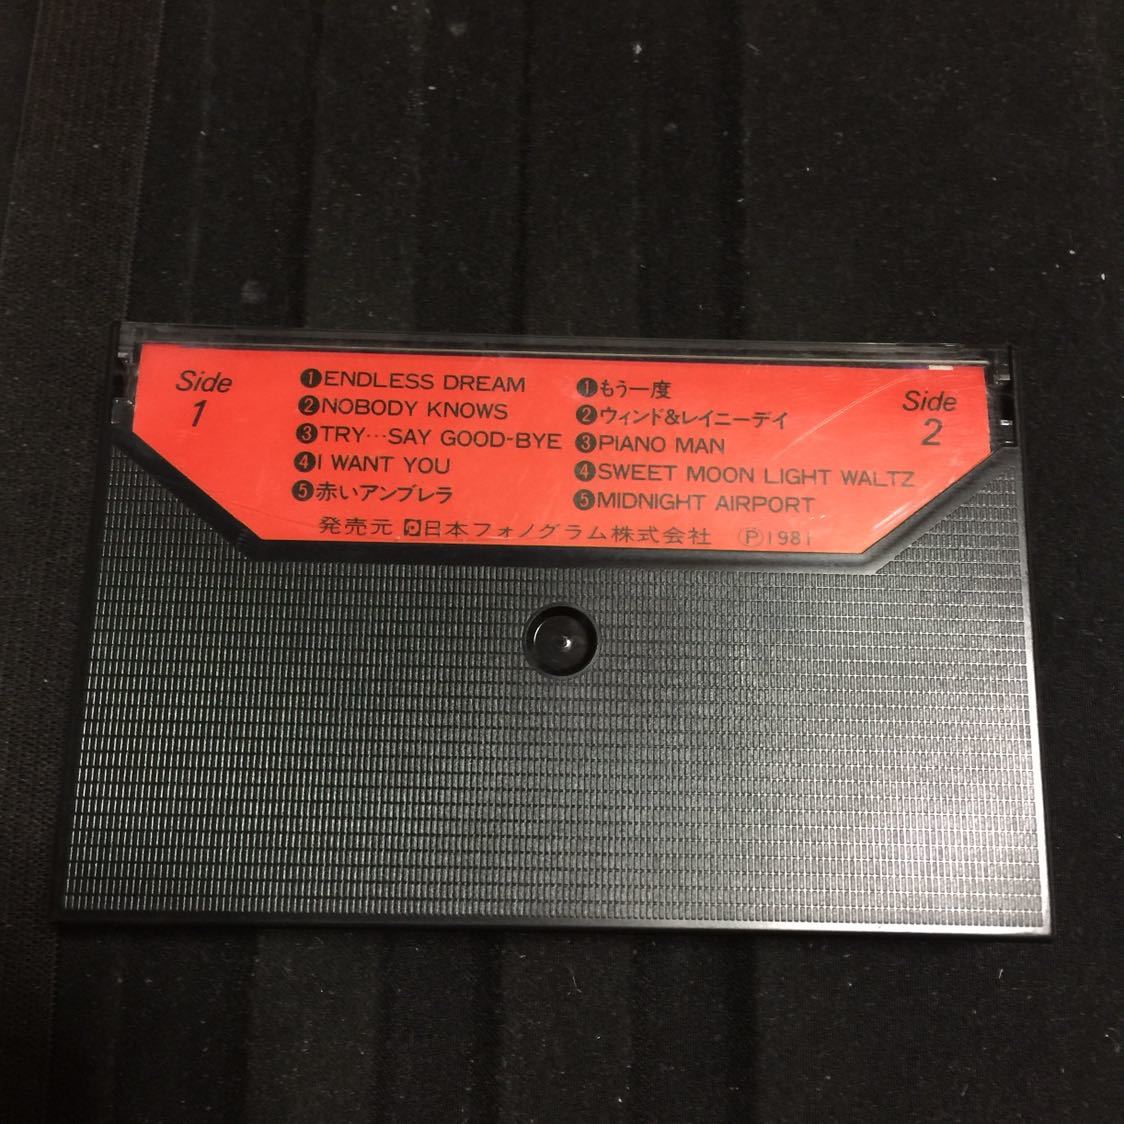 Side
1
❶ENDLESS DREAM
❷NOBODY KNOWS
❸TRY…SAY GOOD-BYE
❹I WANT YOU
❺赤いアンブレラ
❶もう一度
❷ウィンド&レイニーデイ
❸PIANO MAN
❹SWEET MOON LIGHT WALTZ
❺MIDNIGHT AIRPORT
Side
2
発売元 日本フォノグラム株式会社 Ⓟ1981